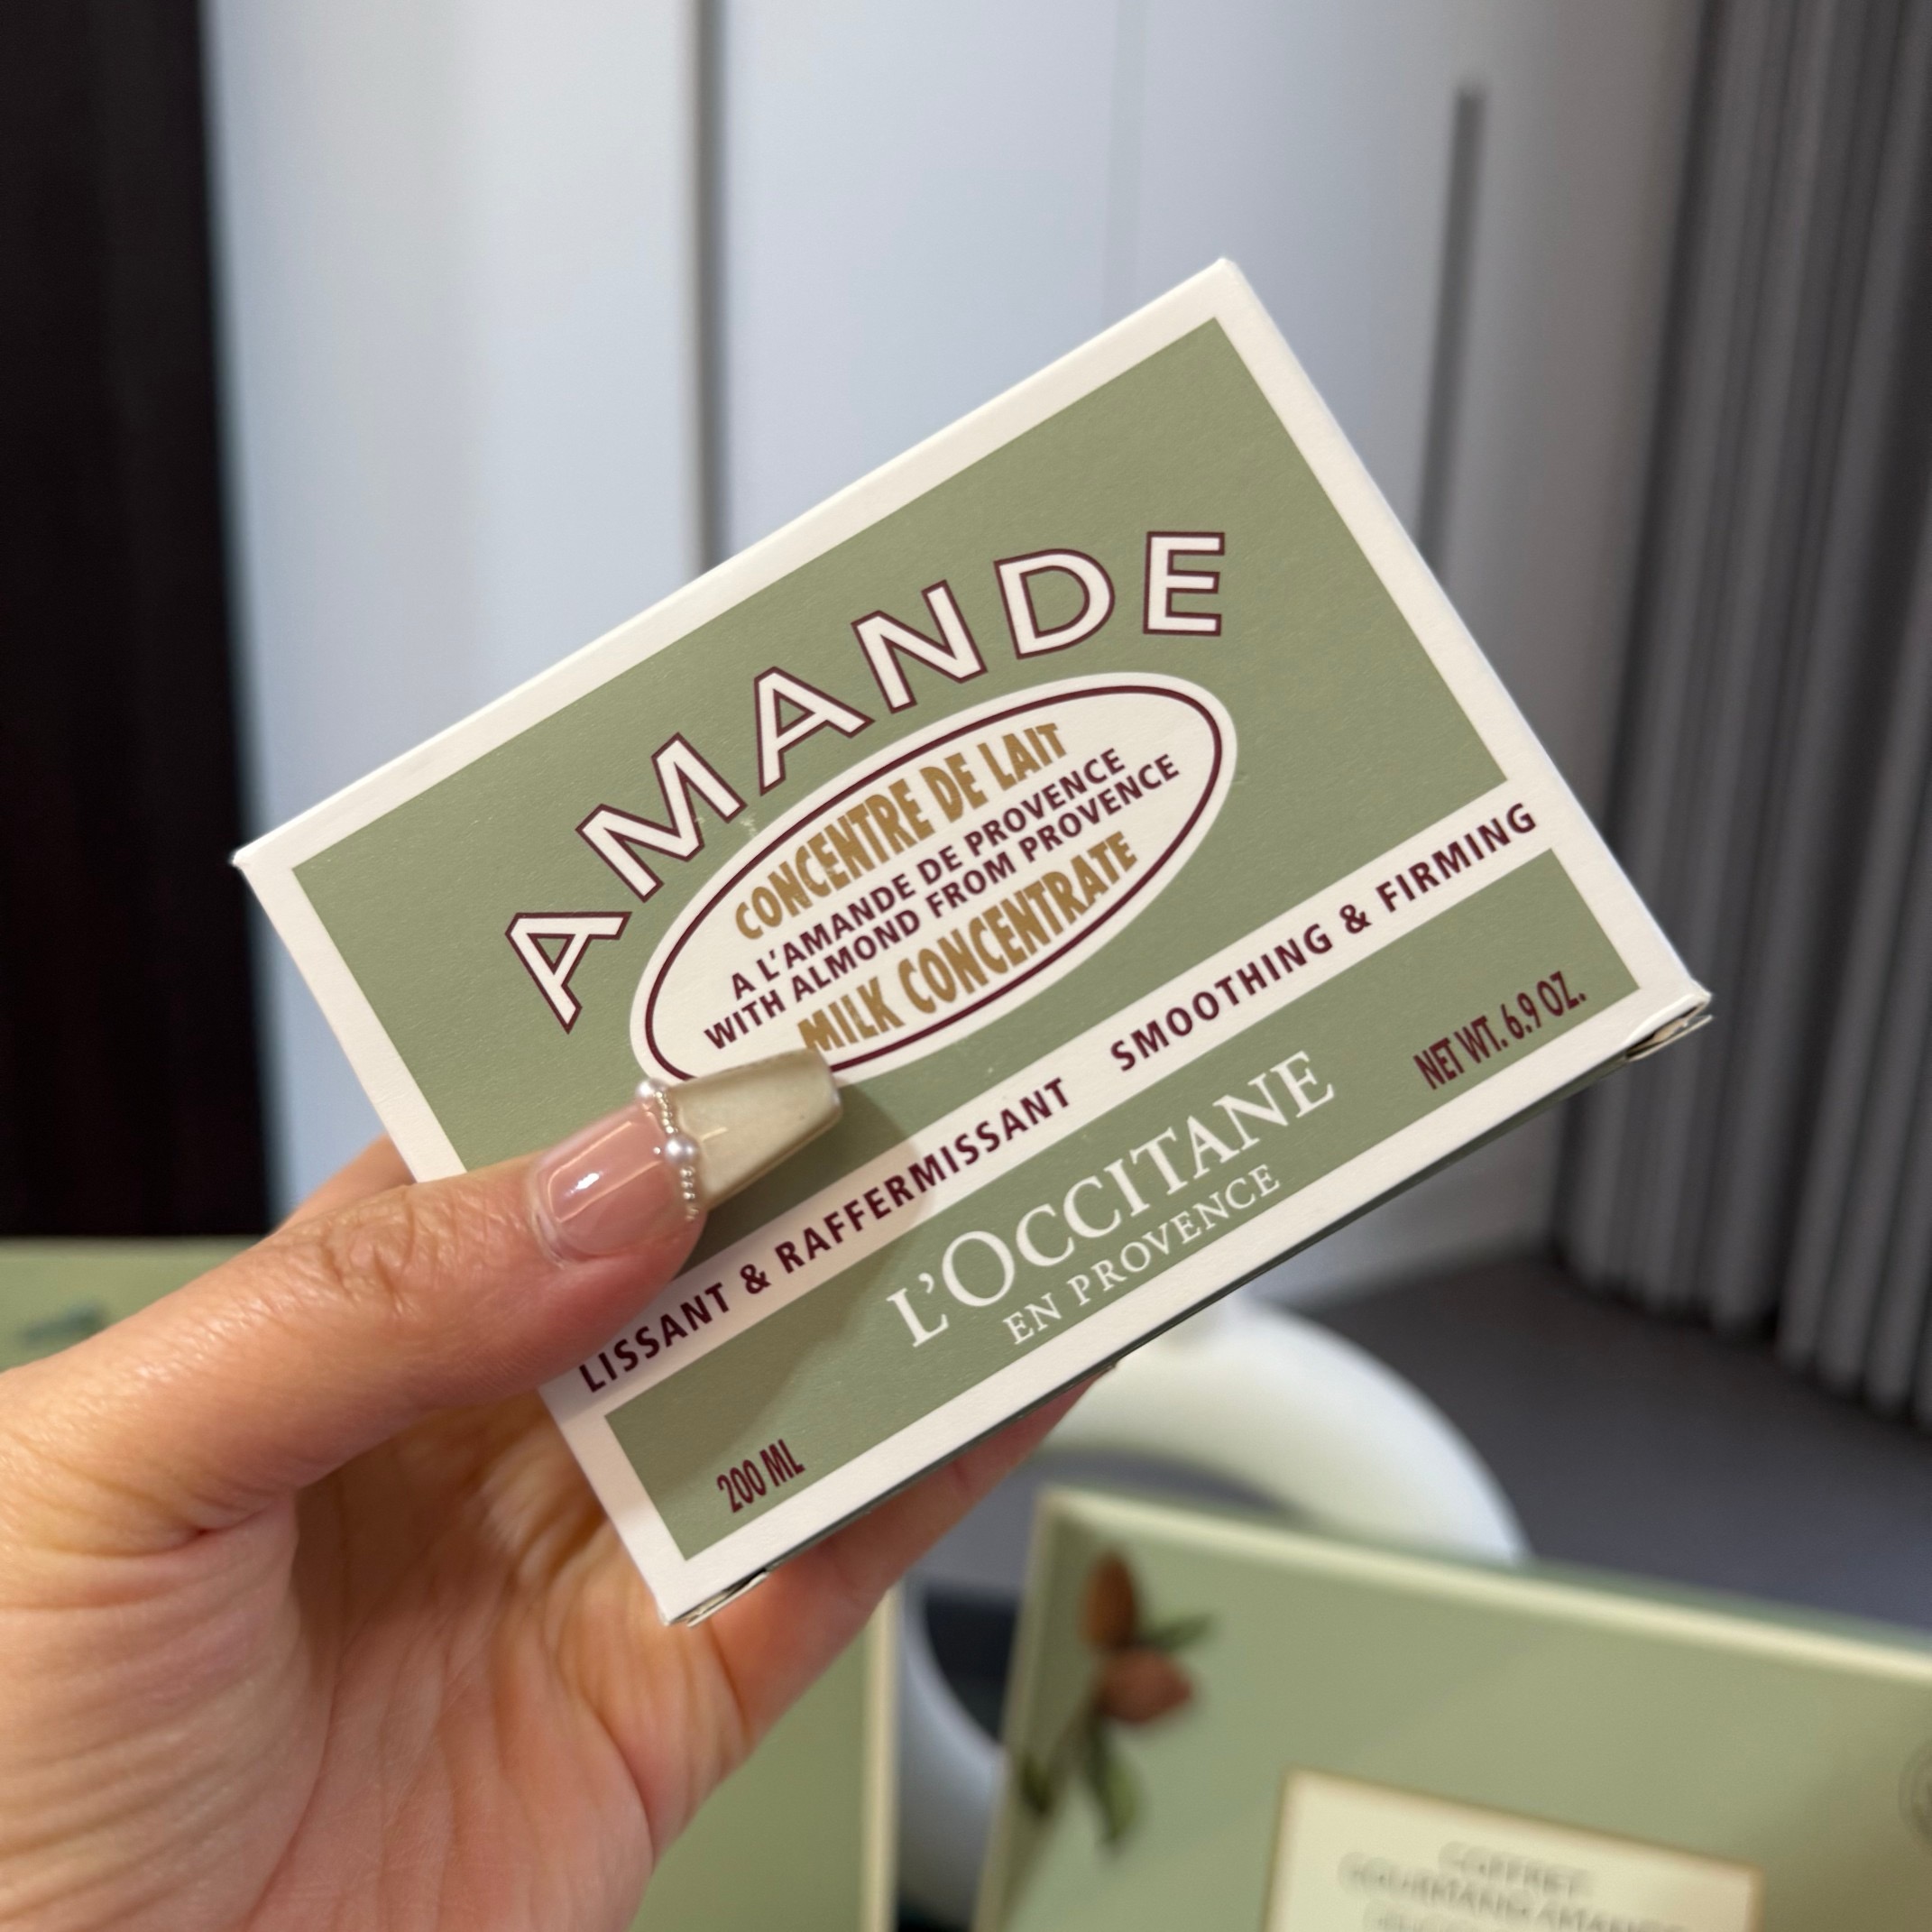 AMANDE
CONCENTRE DE LAIT
A L'AMANDE DE PROVENCE
WITH ALMOND FROM PROVENCE
MILK CONCENTRATE
LISSANT & RAFFERMISSANT SMOOTHING & FIRMING
L'OCCITANE
EN PROVENCE
200 ML
NET WT. 6.9 OZ.
COFFRET